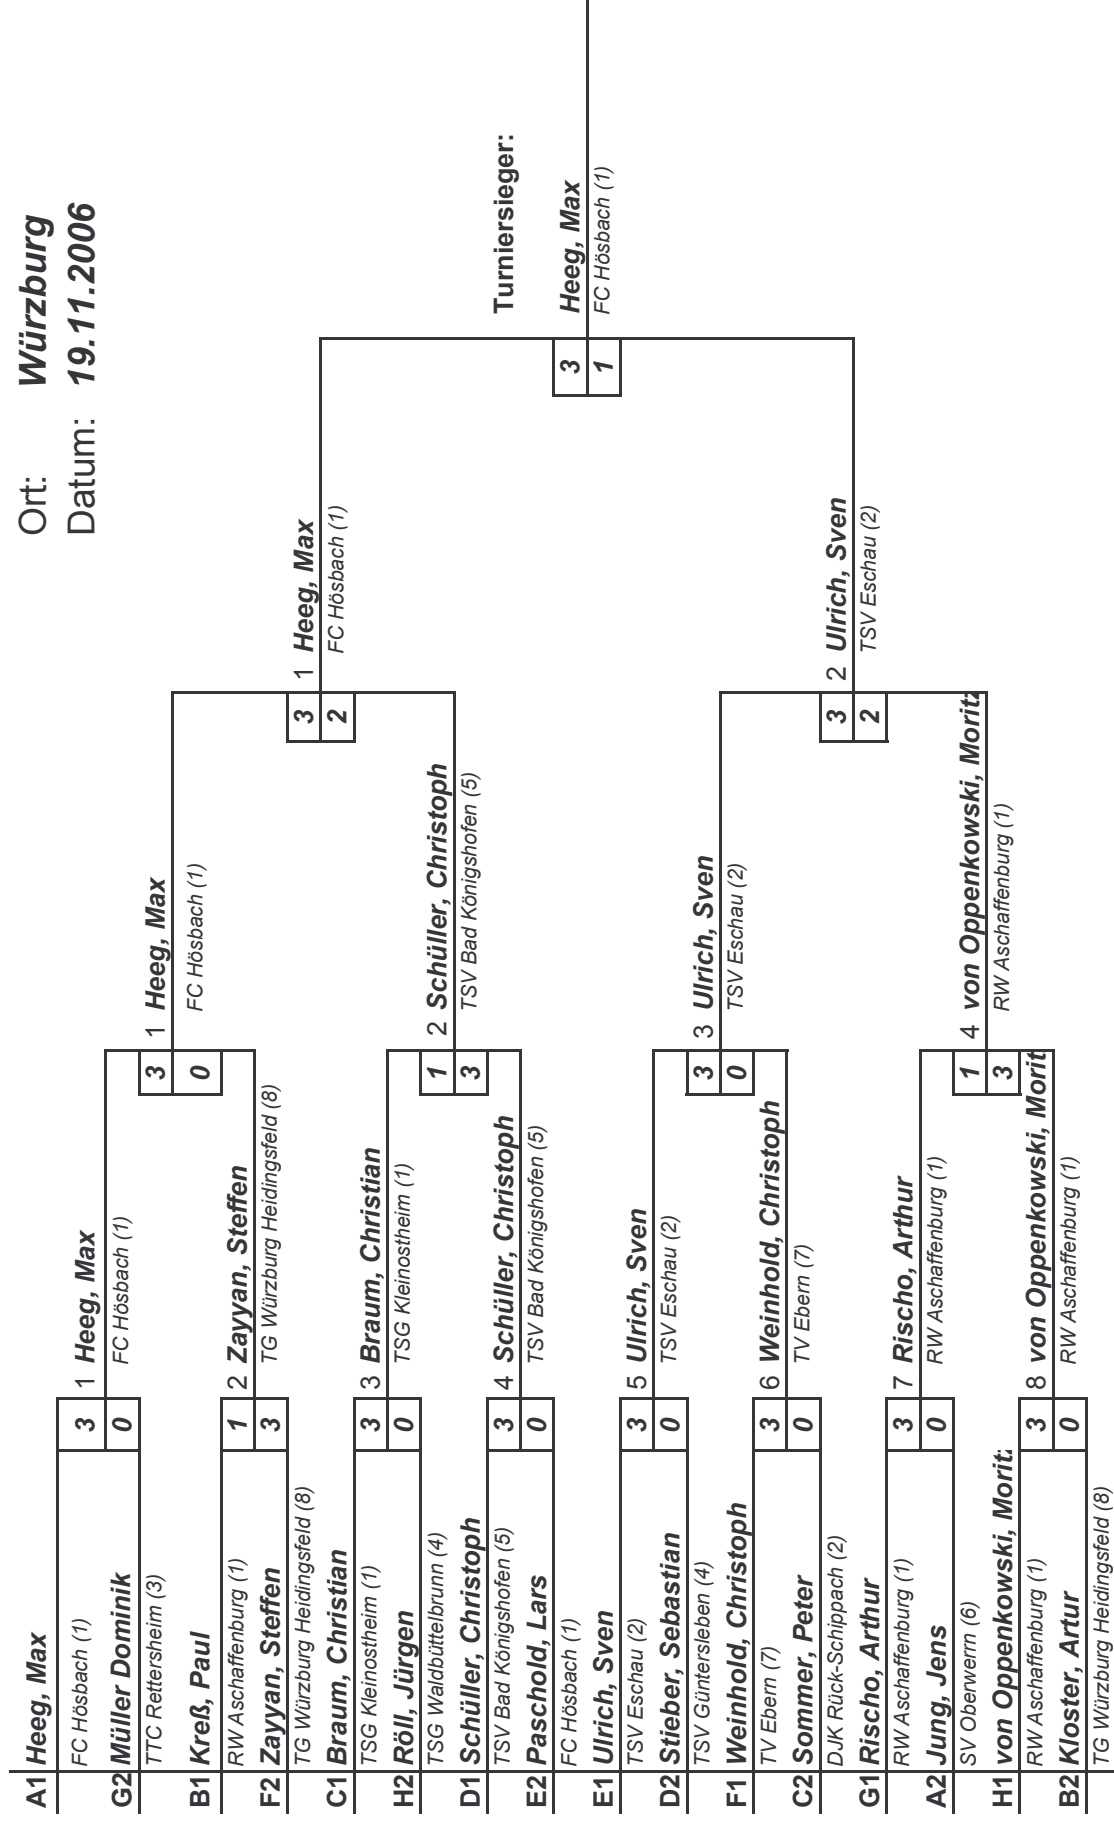 Ort: Würzburg
Datum: 19.11.2006
A1 Heeg, Max
FC Hösbach (1)
G2 Müller Dominik
TTC Rettersheim (3)
B1 Kreß, Paul
RW Aschaffenburg (1)
F2 Zayyan, Steffen
TG Würzburg Heidingsfeld (8)
C1 Braum, Christian
TSG Kleinostheim (1)
H2 Röll, Jürgen
TSG Waldbüttelbrunn (4)
D1 Schüller, Christoph
TSV Bad Königshofen (5)
E2 Paschold, Lars
FC Hösbach (1)
E1 Ulrich, Sven
TSV Eschau (2)
D2 Stieber, Sebastian
TSV Güntersleben (4)
F1 Weinhold, Christoph
TV Ebern (7)
C2 Sommer, Peter
DJK Rück-Schippach (2)
G1 Rischo, Arthur
RW Aschaffenburg (1)
A2 Jung, Jens
SV Oberwerrn (6)
H1 von Oppenkowski, Moritz
RW Aschaffenburg (1)
B2 Kloster, Artur
TG Würzburg Heidingsfeld (8)
3 1 Heeg, Max
0 FC Hösbach (1)
1 2 Zayyan, Steffen
3 TG Würzburg Heidingsfeld (8)
3 3 Braum, Christian
0 TSG Kleinostheim (1)
3 4 Schüller, Christoph
0 TSV Bad Königshofen (5)
3 5 Ulrich, Sven
0 TSV Eschau (2)
3 6 Weinhold, Christoph
0 TV Ebern (7)
3 7 Rischo, Arthur
0 RW Aschaffenburg (1)
3 8 von Oppenkowski, Morit
0 RW Aschaffenburg (1)
3 1 Heeg, Max
0 FC Hösbach (1)
1 2 Schüller, Christoph
3 TSV Bad Königshofen (5)
3 3 Ulrich, Sven
0 TSV Eschau (2)
1 4 von Oppenkowski, Moritz
3 RW Aschaffenburg (1)
3 1 Heeg, Max
2 FC Hösbach (1)
3 2 Ulrich, Sven
2 TSV Eschau (2)
Turniersieger:
3 Heeg, Max
1 FC Hösbach (1)